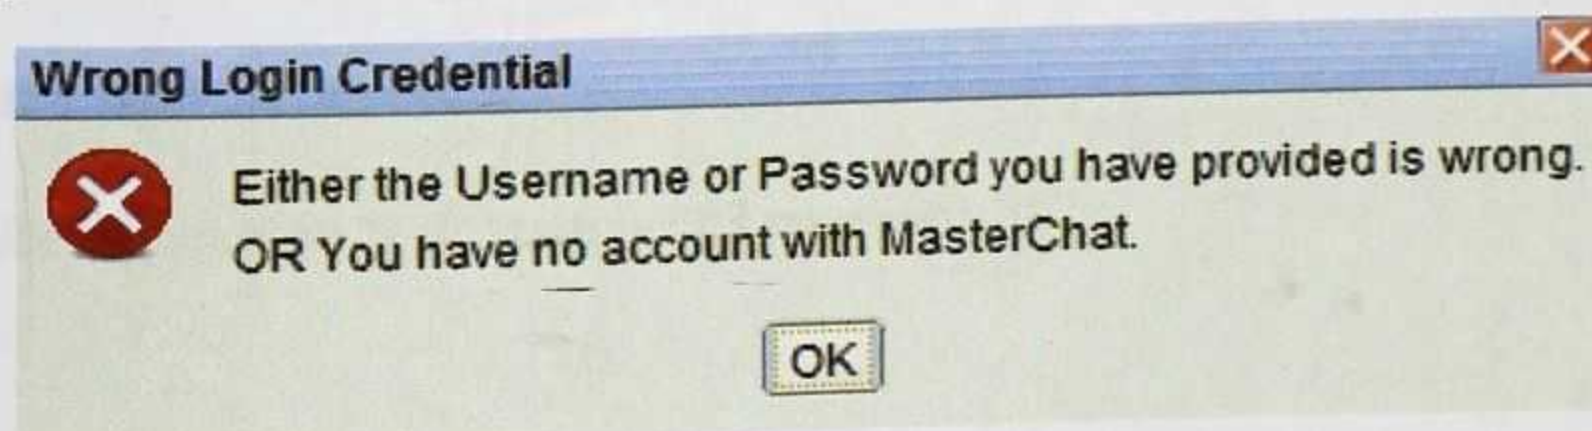 Wrong Login Credential
Either the Username or Password you have provided is wrong.
OR You have no account with MasterChat.
OK